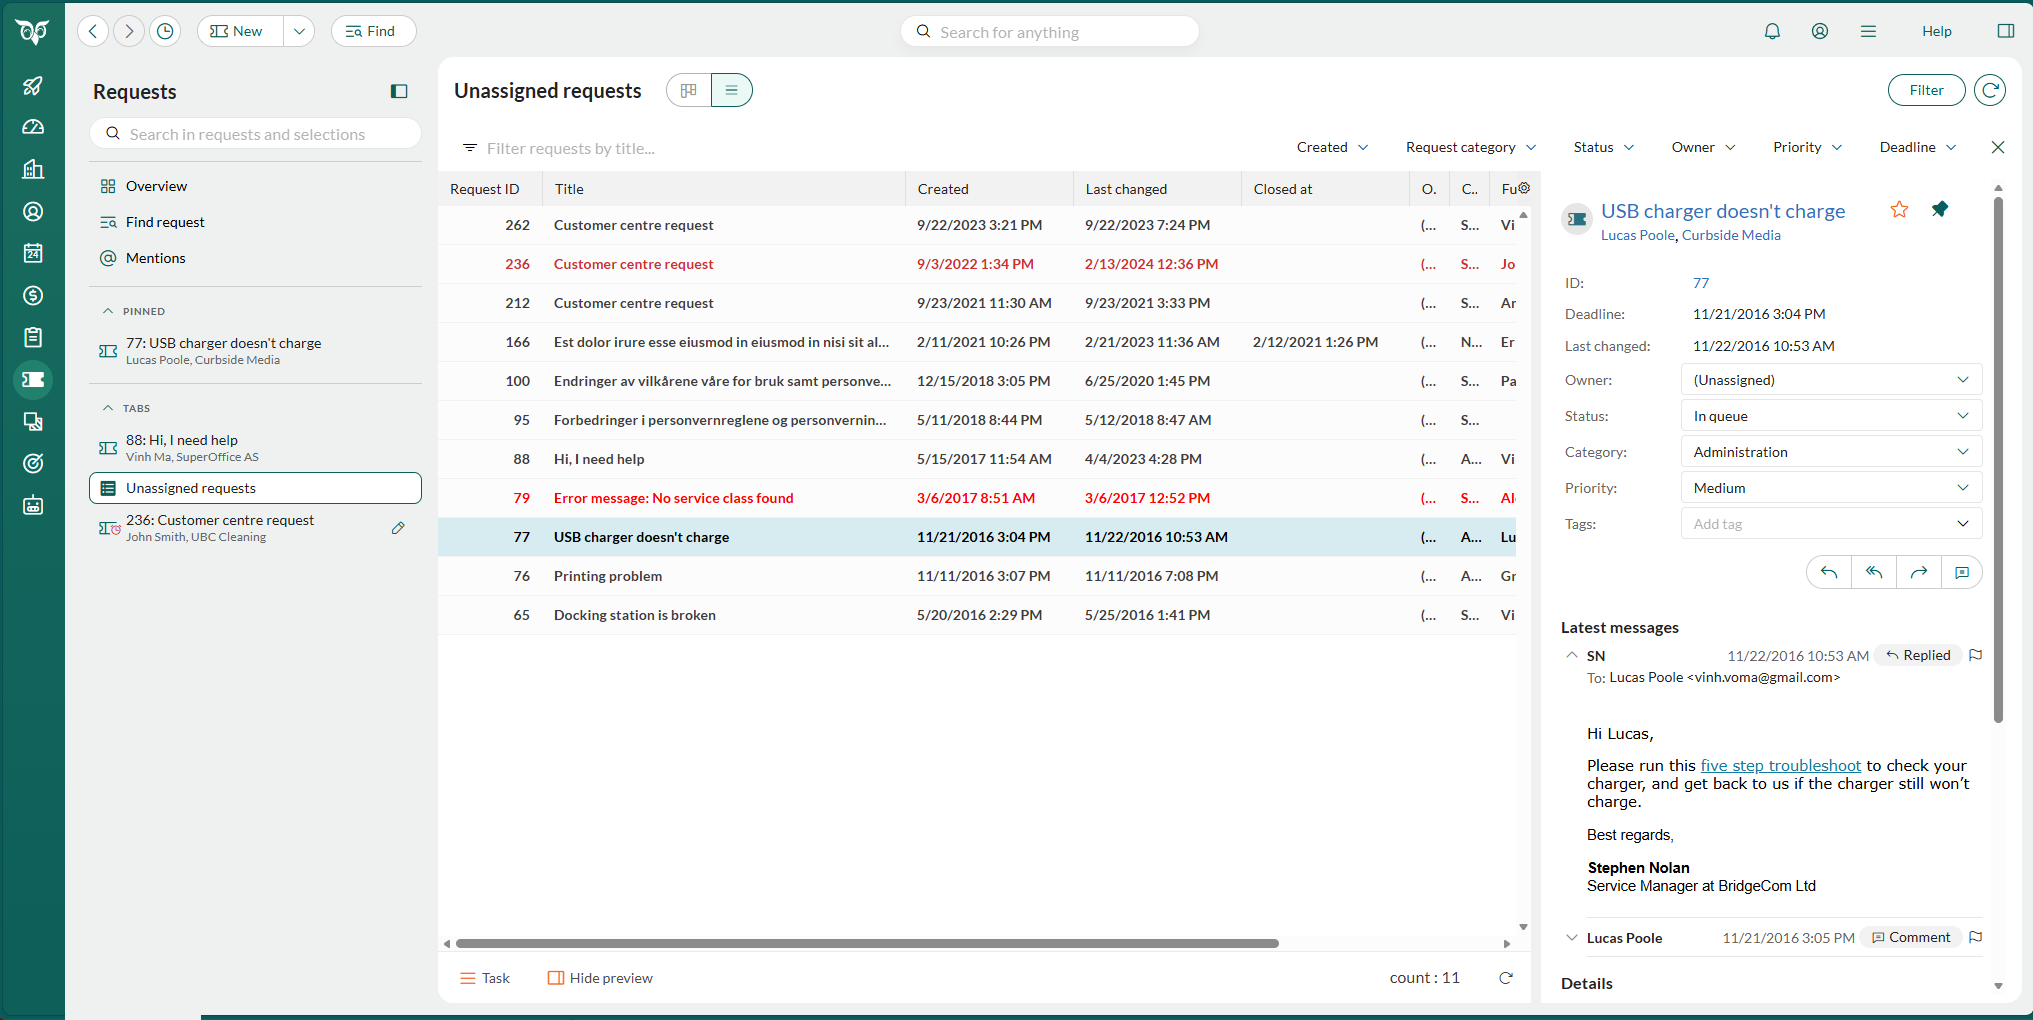 New
Find
Search for anything
Help
Requests
Search in requests and selections
Overview
Find request
Mentions
PINNED
77: USB charger doesn't charge
Lucas Poole, Curbside Media
TABS
88: Hi, I need help
Vinh Ma, SuperOffice AS
Unassigned requests
236: Customer centre request
John Smith, UBC Cleaning
24
Unassigned requests
Filter
Filter requests by title...
Created
Request category
Status
Owner
Priority
Deadline
Request ID Title Created Last changed Closed at O. C.. Fu
262 Customer centre request 9/22/2023 3:21 PM 9/22/2023 7:24 PM (... S... Vi
236 Customer centre request 9/3/2022 1:34 PM 2/13/2024 12:36 PM (... S... Jo
212 Customer centre request 9/23/2021 11:30 AM 9/23/2021 3:33 PM (... S... Ar
166 Est dolor irure esse eiusmod in eiusmod in nisi sit al... 2/11/2021 10:26 PM 2/21/2023 11:36 AM 2/12/2021 1:26 PM (... N... Er
100 Endringer av vilkårene våre for bruk samt personve... 12/15/2018 3:05 PM 6/25/2020 1:45 PM (... S... Pa
95 Forbedringer i personvernreglene og personvernin... 5/11/2018 8:44 PM 5/12/2018 8:47 AM (... S...
88 Hi, I need help 5/15/2017 11:54 AM 4/4/2023 4:28 PM (... A... Vi
79 Error message: No service class found 3/6/2017 8:51 AM 3/6/2017 12:52 PM (... S... Al
77 USB charger doesn't charge 11/21/2016 3:04 PM 11/22/2016 10:53 AM (... A... Lu
76 Printing problem 11/11/2016 3:07 PM 11/11/2016 7:08 PM (... A... Gr
65 Docking station is broken 5/20/2016 2:29 PM 5/25/2016 1:41 PM (... S... Vi
Task
Hide preview
count : 11
USB charger doesn't charge
Lucas Poole, Curbside Media
ID: 77
Deadline: 11/21/2016 3:04 PM
Last changed: 11/22/2016 10:53 AM
Owner: (Unassigned)
Status: In queue
Category: Administration
Priority: Medium
Tags: Add tag
Latest messages
SN 11/22/2016 10:53 AM Replied
To: Lucas Poole <vinh.voma@gmail.com>
Hi Lucas,
Please run this five step troubleshoot to check your
charger, and get back to us if the charger still won’t
charge.
Best regards,
Stephen Nolan
Service Manager at BridgeCom Ltd
Lucas Poole 11/21/2016 3:05 PM Comment
Details